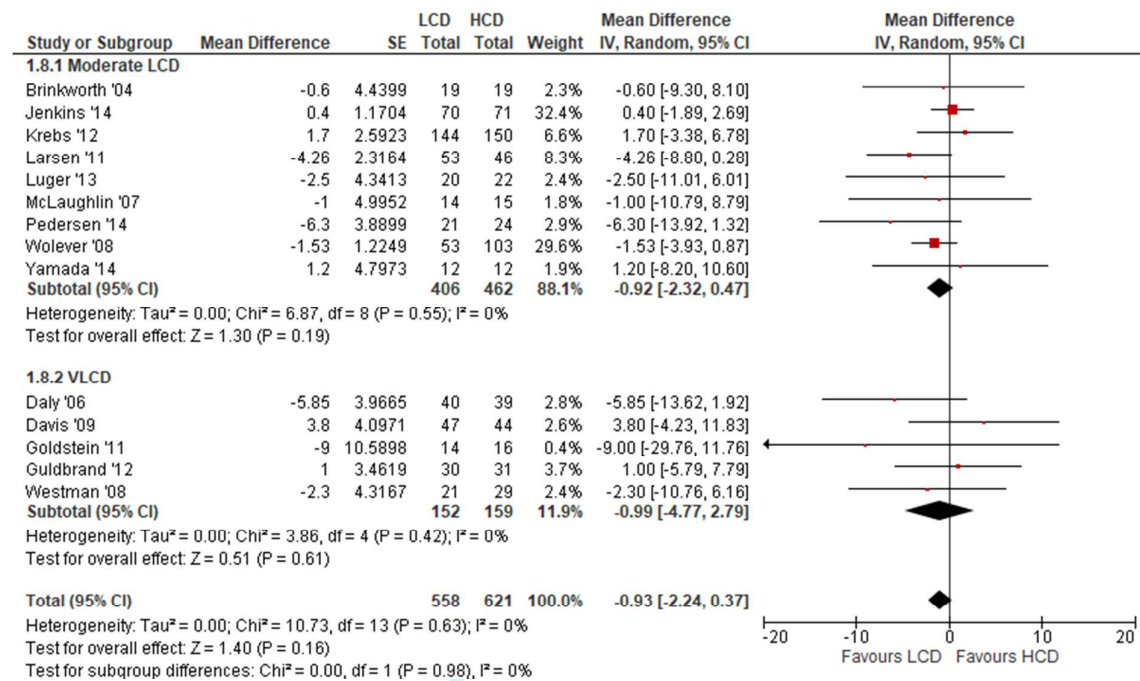 LCD HCD Mean Difference Mean Difference
Study or Subgroup Mean Difference SE Total Total Weight IV, Random, 95% CI IV, Random, 95% CI
1.8.1 Moderate LCD
Brinkworth '04 -0.6 4.4399 19 19 2.3% -0.60 [-9.30, 8.10]
Jenkins '14 0.4 1.1704 70 71 32.4% 0.40 [-1.89, 2.69]
Krebs '12 1.7 2.5923 144 150 6.6% 1.70 [-3.38, 6.78]
Larsen '11 -4.26 2.3164 53 46 8.3% -4.26 [-8.80, 0.28]
Luger '13 -2.5 4.3413 20 22 2.4% -2.50 [-11.01, 6.01]
McLaughlin '07 -1 4.9952 14 15 1.8% -1.00 [-10.79, 8.79]
Pedersen '14 -6.3 3.8899 21 24 2.9% -6.30 [-13.92, 1.32]
Wolever '08 -1.53 1.2249 53 103 29.6% -1.53 [-3.93, 0.87]
Yamada '14 1.2 4.7973 12 12 1.9% 1.20 [-8.20, 10.60]
Subtotal (95% CI) 406 462 88.1% -0.92 [-2.32, 0.47]
Heterogeneity: Tau² = 0.00; Chi² = 6.87, df = 8 (P = 0.55); I² = 0%
Test for overall effect: Z = 1.30 (P = 0.19)
1.8.2 VLCD
Daly '06 -5.85 3.9665 40 39 2.8% -5.85 [-13.62, 1.92]
Davis '09 3.8 4.0971 47 44 2.6% 3.80 [-4.23, 11.83]
Goldstein '11 -9 10.5898 14 16 0.4% -9.00 [-29.76, 11.76]
Guldbrand '12 1 3.4619 30 31 3.7% 1.00 [-5.79, 7.79]
Westman '08 -2.3 4.3167 21 29 2.4% -2.30 [-10.76, 6.16]
Subtotal (95% CI) 152 159 11.9% -0.99 [-4.77, 2.79]
Heterogeneity: Tau² = 0.00; Chi² = 3.86, df = 4 (P = 0.42); I² = 0%
Test for overall effect: Z = 0.51 (P = 0.61)
Total (95% CI) 558 621 100.0% -0.93 [-2.24, 0.37]
Heterogeneity: Tau² = 0.00; Chi² = 10.73, df = 13 (P = 0.63); I² = 0%
Test for overall effect: Z = 1.40 (P = 0.16)
Test for subgroup differences: Chi² = 0.00, df = 1 (P = 0.98), I² = 0%
-20 -10 0 10 20
Favours LCD Favours HCD